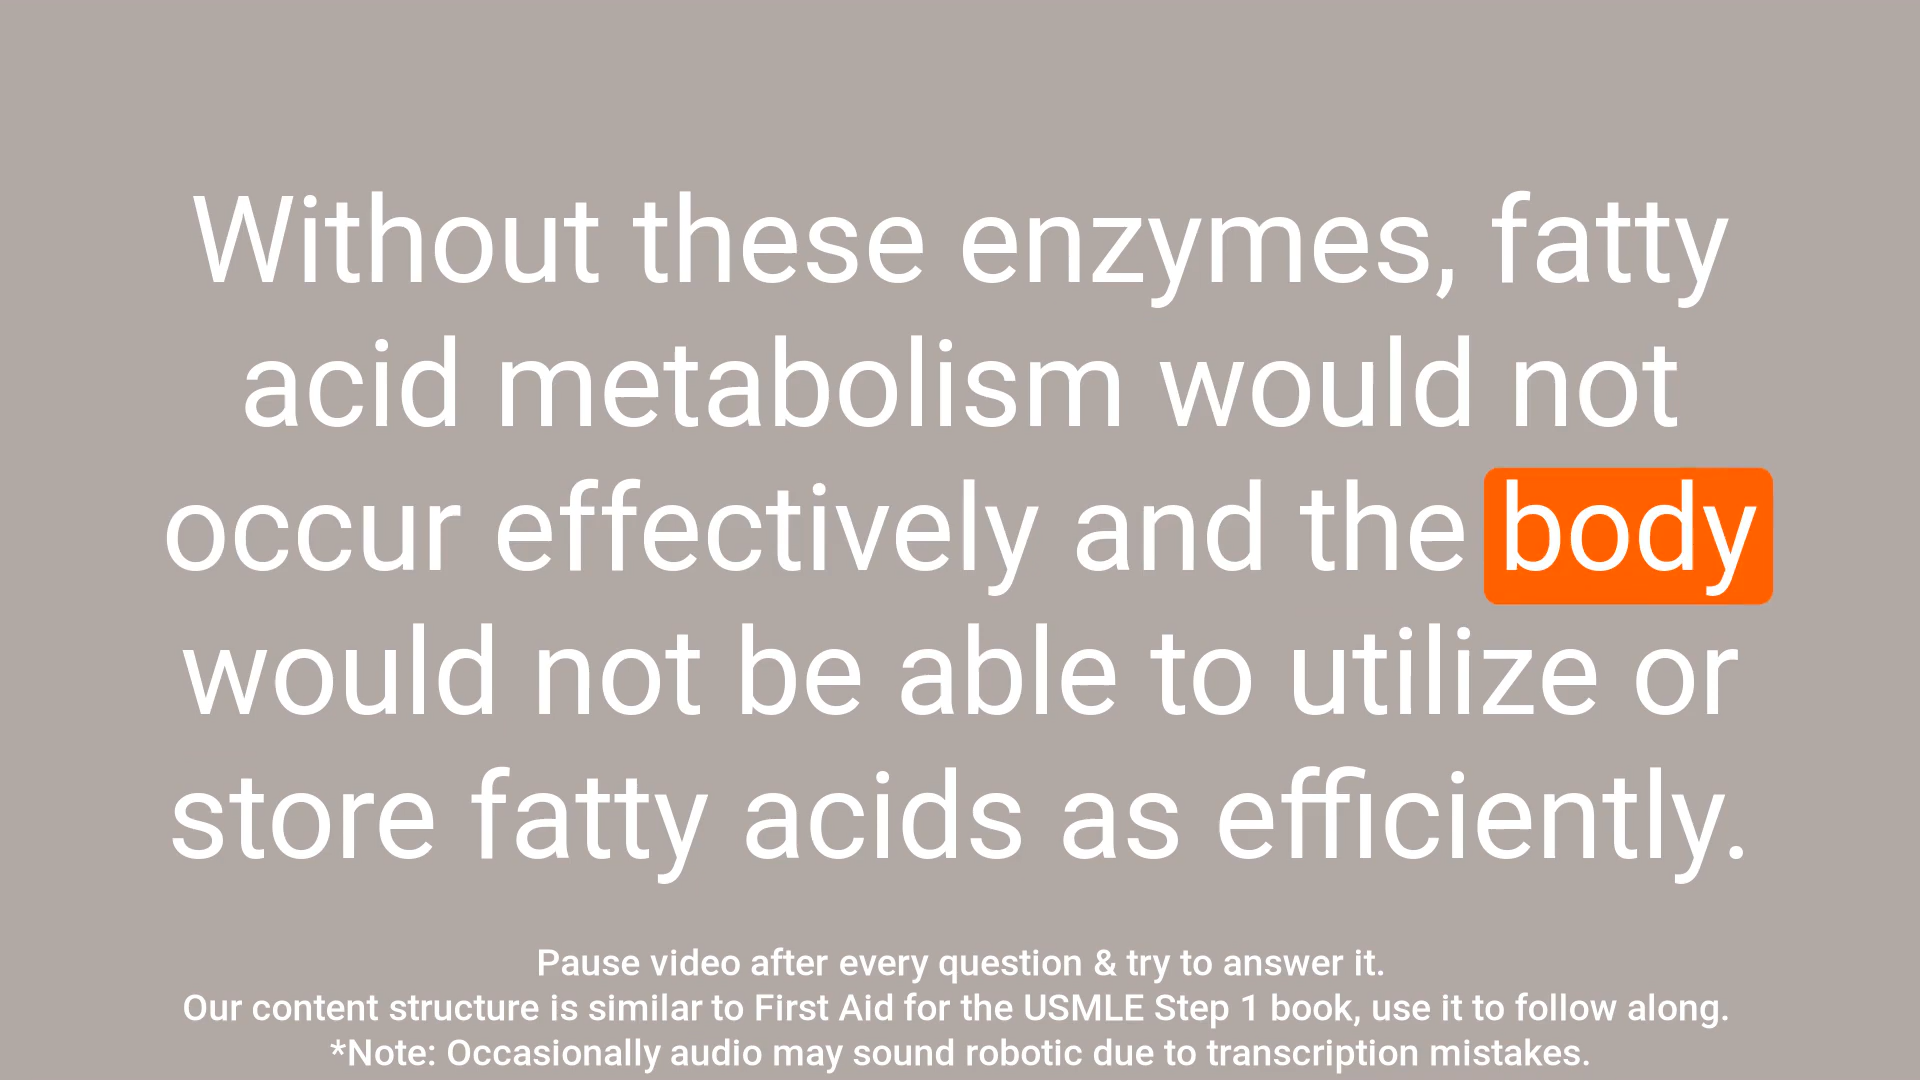 Without these enzymes, fatty
acid metabolism would not
occur effectively and the body
would not be able to utilize or
store fatty acids as efficiently.
Pause video after every question & try to answer it.
Our content structure is similar to First Aid for the USMLE Step 1 book, use it to follow along.
*Note: Occasionally audio may sound robotic due to transcription mistakes.